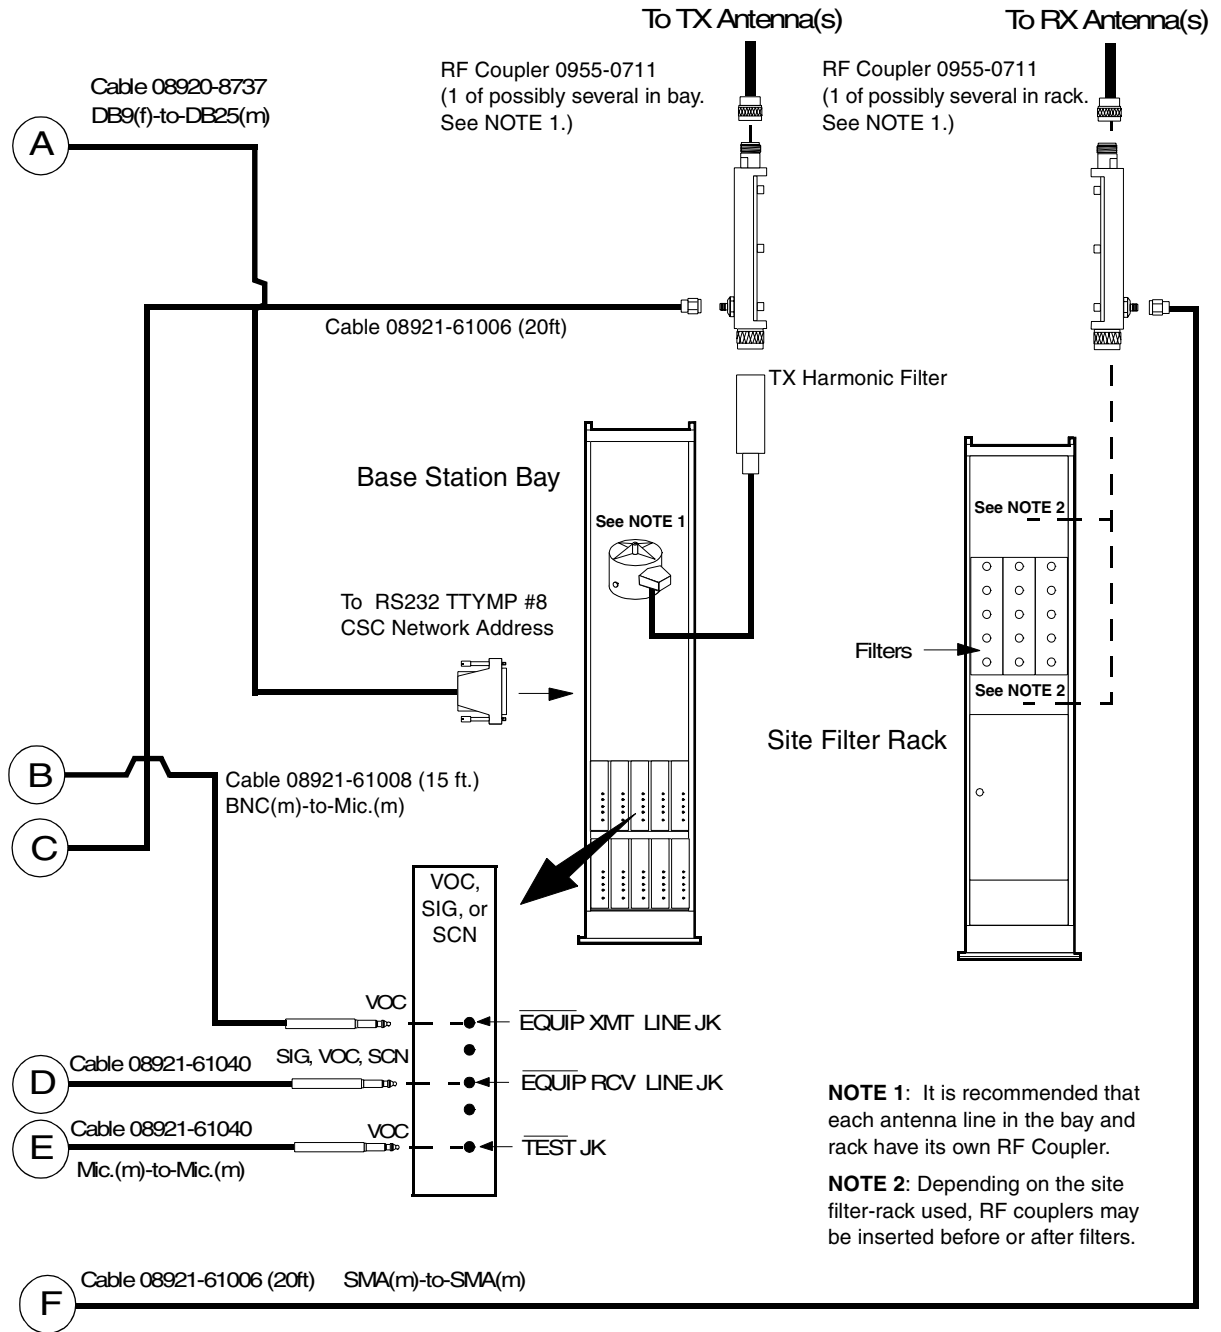 To TX Antenna(s)
To RX Antenna(s)
Cable 08920-8737
DB9(f)-to-DB25(m)
RF Coupler 0955-0711
(1 of possibly several in bay.
See NOTE 1.)
RF Coupler 0955-0711
(1 of possibly several in rack.
See NOTE 1.)
A
Cable 08921-61006 (20ft)
TX Harmonic Filter
Base Station Bay
See NOTE 1
See NOTE 2
To RS232 TTYMP #8
CSC Network Address
Filters
See NOTE 2
Site Filter Rack
B
Cable 08921-61008 (15 ft.)
BNC(m)-to-Mic.(m)
C
VOC,
SIG, or
SCN
VOC
EQUIP XMT LINE JK
D
Cable 08921-61040
SIG, VOC, SCN
EQUIP RCV LINE JK
E
Cable 08921-61040
Mic.(m)-to-Mic.(m)
VOC
TEST JK
NOTE 1: It is recommended that
each antenna line in the bay and
rack have its own RF Coupler.
NOTE 2: Depending on the site
filter-rack used, RF couplers may
be inserted before or after filters.
F
Cable 08921-61006 (20ft) SMA(m)-to-SMA(m)